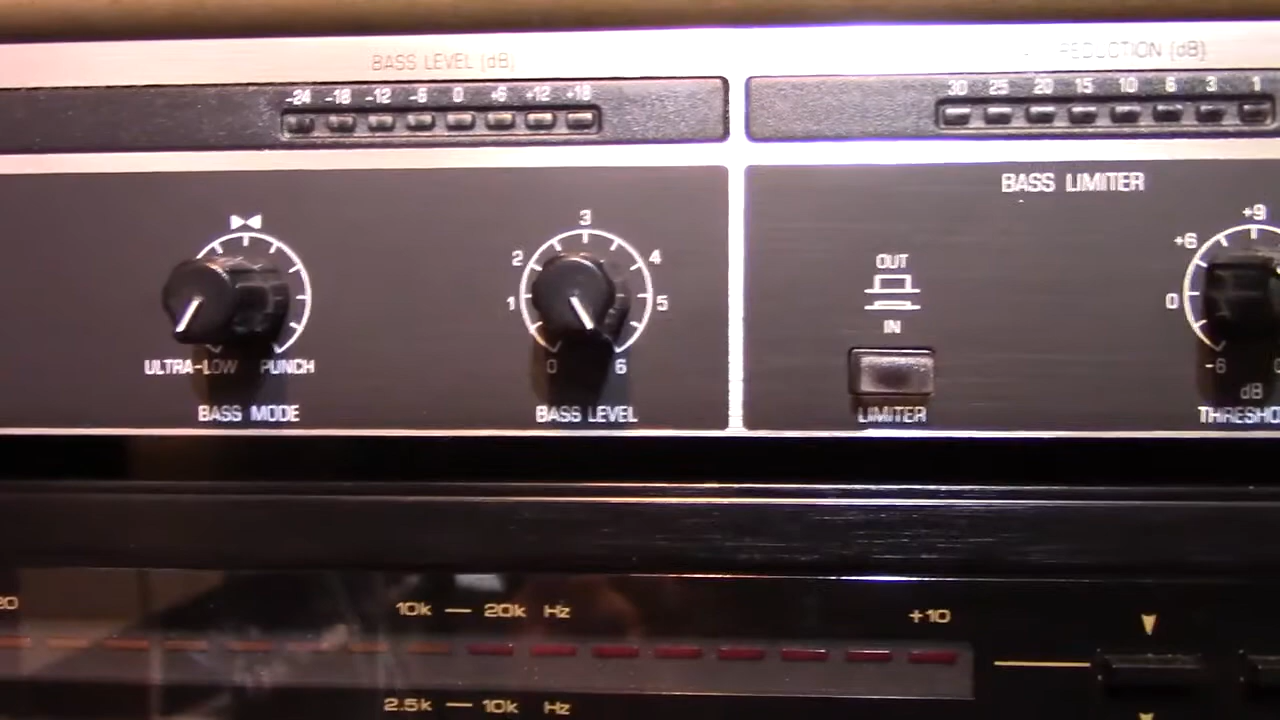 BASS LEVEL (dB)
-24 -18 -12 -6 0 +6 +12 +18
REDUCTION (dB)
30 25 20 15 10 6 3 1
ULTRA-LOW PUNCH
BASS MODE
0 1 2 3 4 5 6
BASS LEVEL
BASS LIMITER
OUT
IN
LIMITER
-6 0 +6 +9
dB
10k — 20k Hz
+10
2.5k — 10k Hz